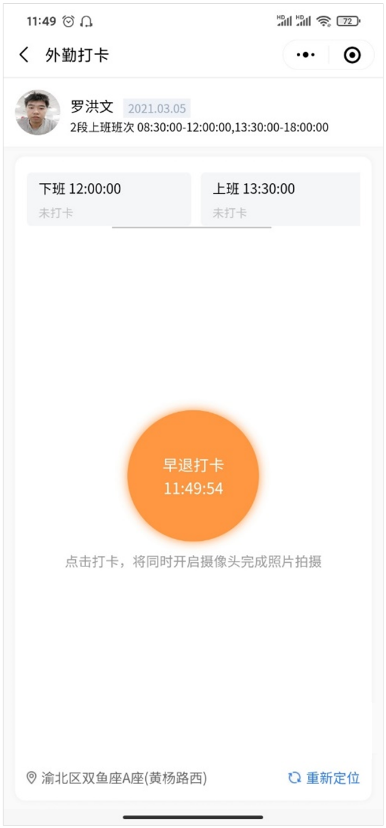 11:49
HD HD 72
外勤打卡
罗洪文 2021.03.05
2段上班班次 08:30:00-12:00:00,13:30:00-18:00:00
下班 12:00:00 上班 13:30:00
未打卡 未打卡
早退打卡
11:49:54
点击打卡，将同时开启摄像头完成照片拍摄
渝北区双鱼座A座(黄杨路西) 重新定位